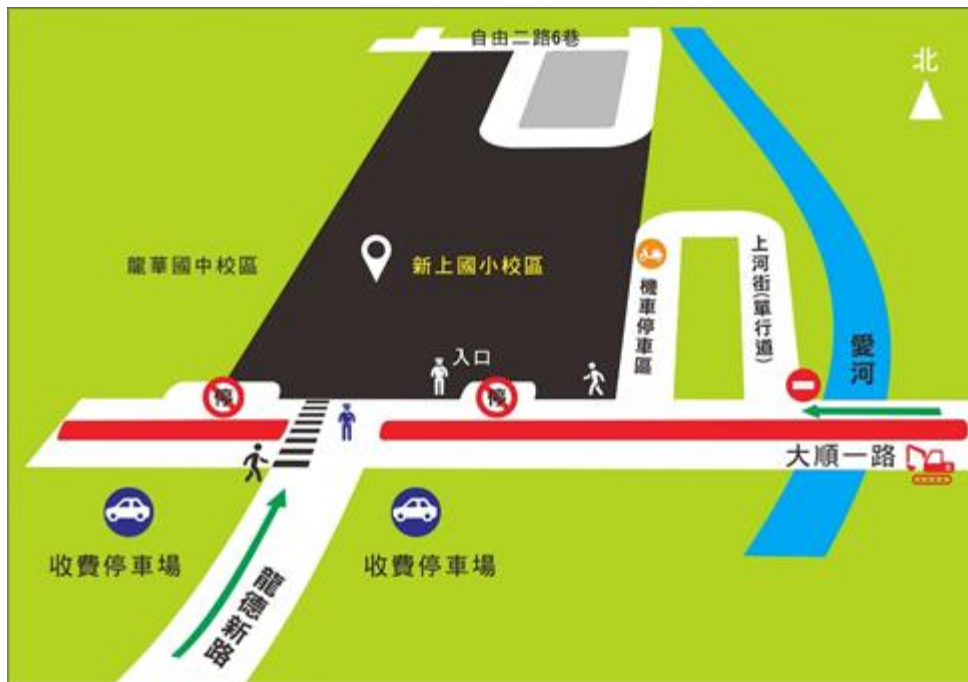 自由二路6巷
北
龍華國中校區
新上國小校區
機車停車區
上河街(單行道)
愛河
入口
停
停
大順一路
收費停車場
收費停車場
龍德新路